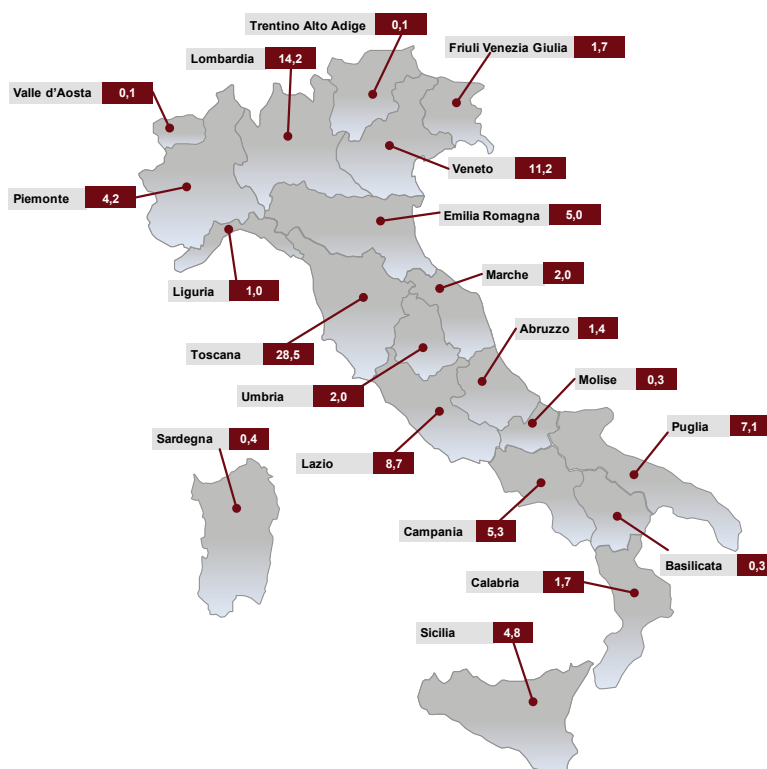 Trentino Alto Adige 0,1
Friuli Venezia Giulia 1,7
Lombardia 14,2
Valle d'Aosta 0,1
Veneto 11,2
Piemonte 4,2
Emilia Romagna 5,0
Marche 2,0
Liguria 1,0
Abruzzo 1,4
Toscana 28,5
Molise 0,3
Umbria 2,0
Puglia 7,1
Sardegna 0,4
Lazio 8,7
Campania 5,3
Basilicata 0,3
Calabria 1,7
Sicilia 4,8